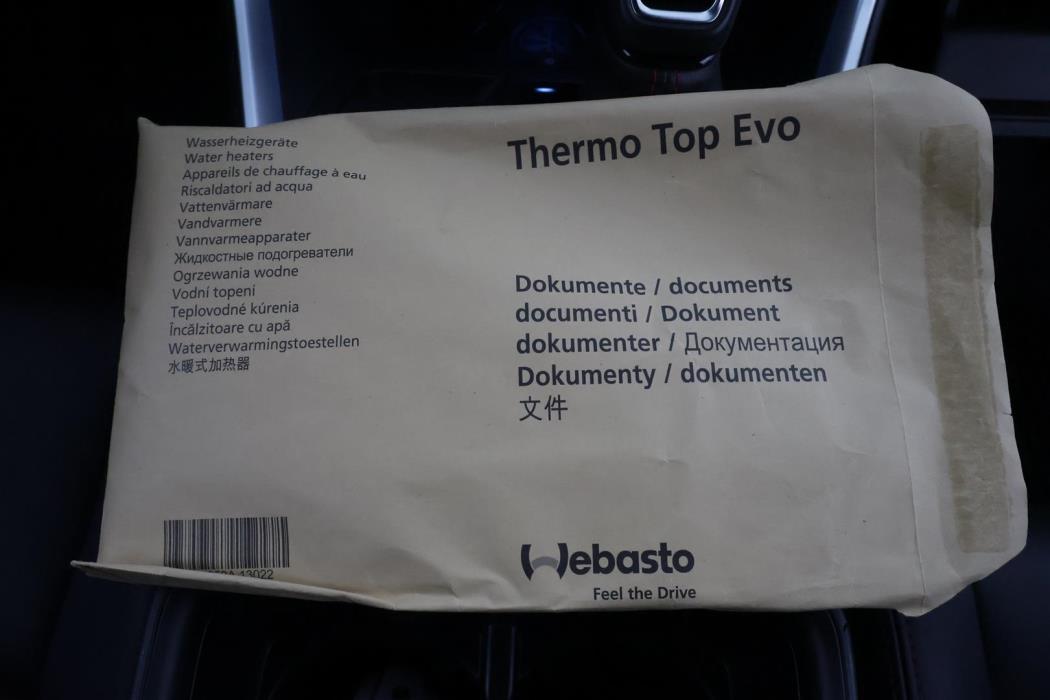 Wasserheizgeräte
Water heaters
Appareils de chauffage à eau
Riscaldatori ad acqua
Vattenvärmare
Vandvarmere
Vannvarmeapparater
Жидкостные подогреватели
Ogrzewania wodne
Vodní topení
Teplovodné kúrenia
Încălzitoare cu apă
Waterverwarmingstoestellen
水暖式加热器
Thermo Top Evo
Dokumente / documents
documenti / Dokument
dokumenter / Документация
Dokumenty / dokumenten
文件
13022
Webasto
Feel the Drive